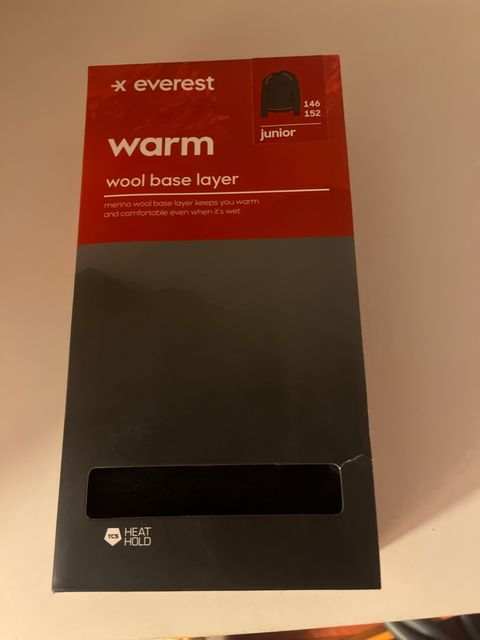 everest
146
152
junior
warm
wool base layer
merino wool base layer keeps you warm
and comfortable even when it's wet
TCS HEAT
HOLD